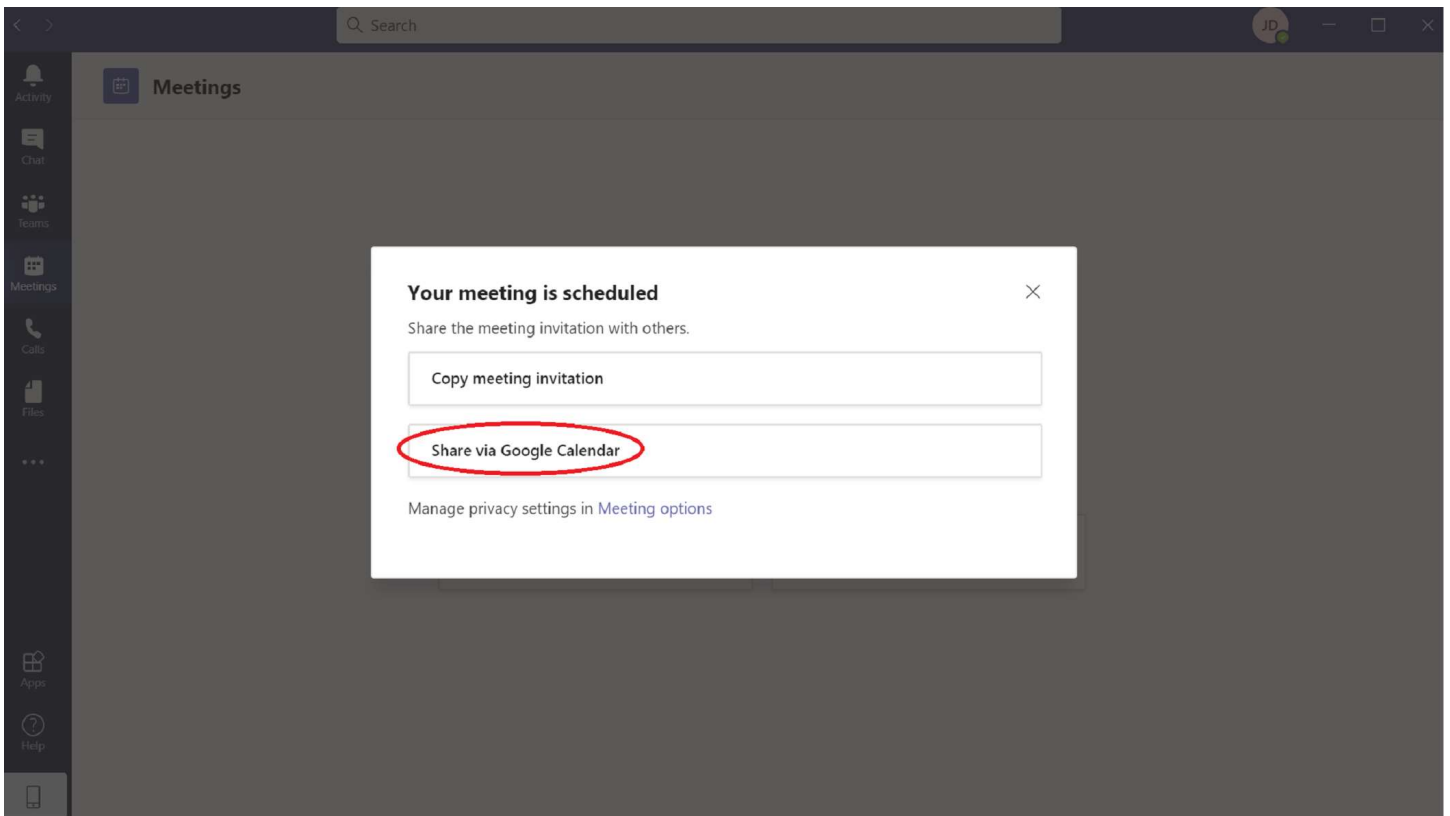 Search
JD
Activity
Meetings
Chat
Teams
Meetings
Calls
Files
Your meeting is scheduled
Share the meeting invitation with others.
Copy meeting invitation
Share via Google Calendar
Manage privacy settings in Meeting options
Apps
Help